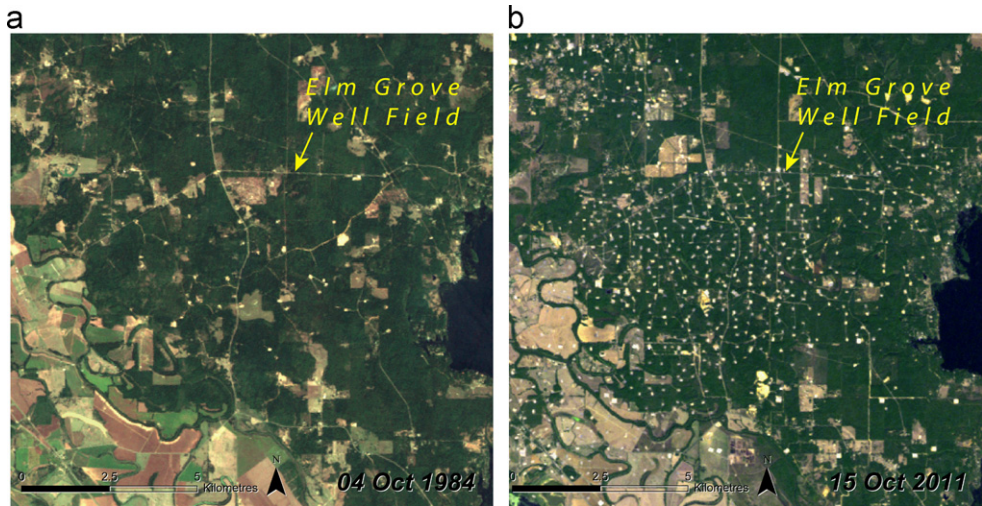 a
Elm Grove
Well Field
0 2.5 5
Kilometres
N
04 Oct 1984
b
Elm Grove
Well Field
0 2.5 5
Kilometres
N
15 Oct 2011